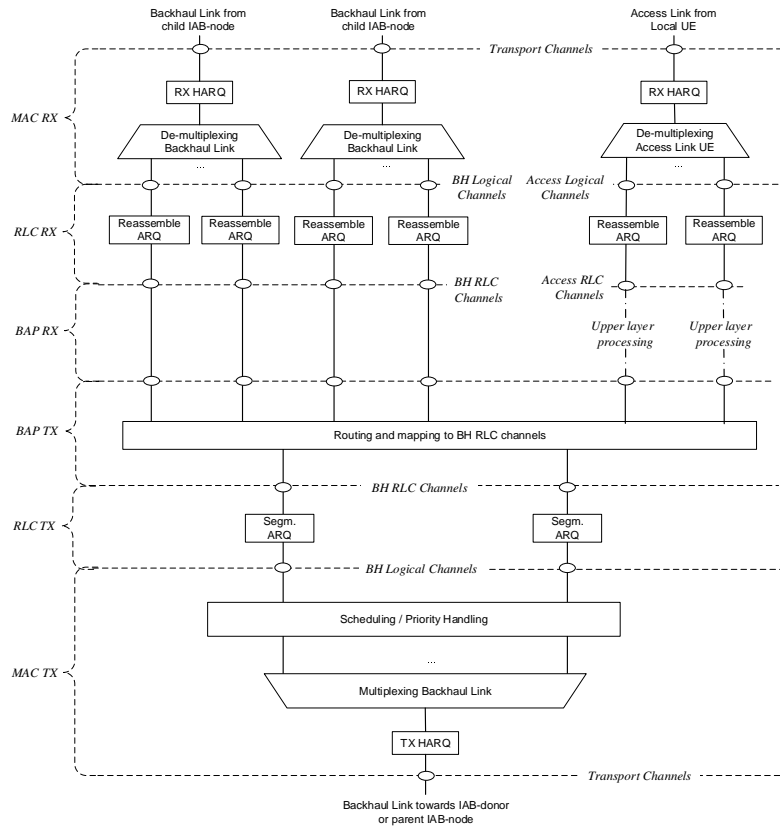 Backhaul Link from
child IAB-node
Backhaul Link from
child IAB-node
Access Link from
Local UE
Transport Channels
RX HARQ
RX HARQ
RX HARQ
MAC RX
De-multiplexing
Backhaul Link
De-multiplexing
Backhaul Link
De-multiplexing
Access Link UE
...
...
...
BH Logical
Channels
Access Logical
Channels
RLC RX
Reassemble
ARQ
Reassemble
ARQ
Reassemble
ARQ
Reassemble
ARQ
Reassemble
ARQ
Reassemble
ARQ
BH RLC
Channels
Access RLC
Channels
BAP RX
Upper layer
processing
Upper layer
processing
BAP TX
Routing and mapping to BH RLC channels
BH RLC Channels
RLC TX
Segm.
ARQ
Segm.
ARQ
BH Logical Channels
Scheduling / Priority Handling
MAC TX
...
Multiplexing Backhaul Link
TX HARQ
Transport Channels
Backhaul Link towards IAB-donor
or parent IAB-node